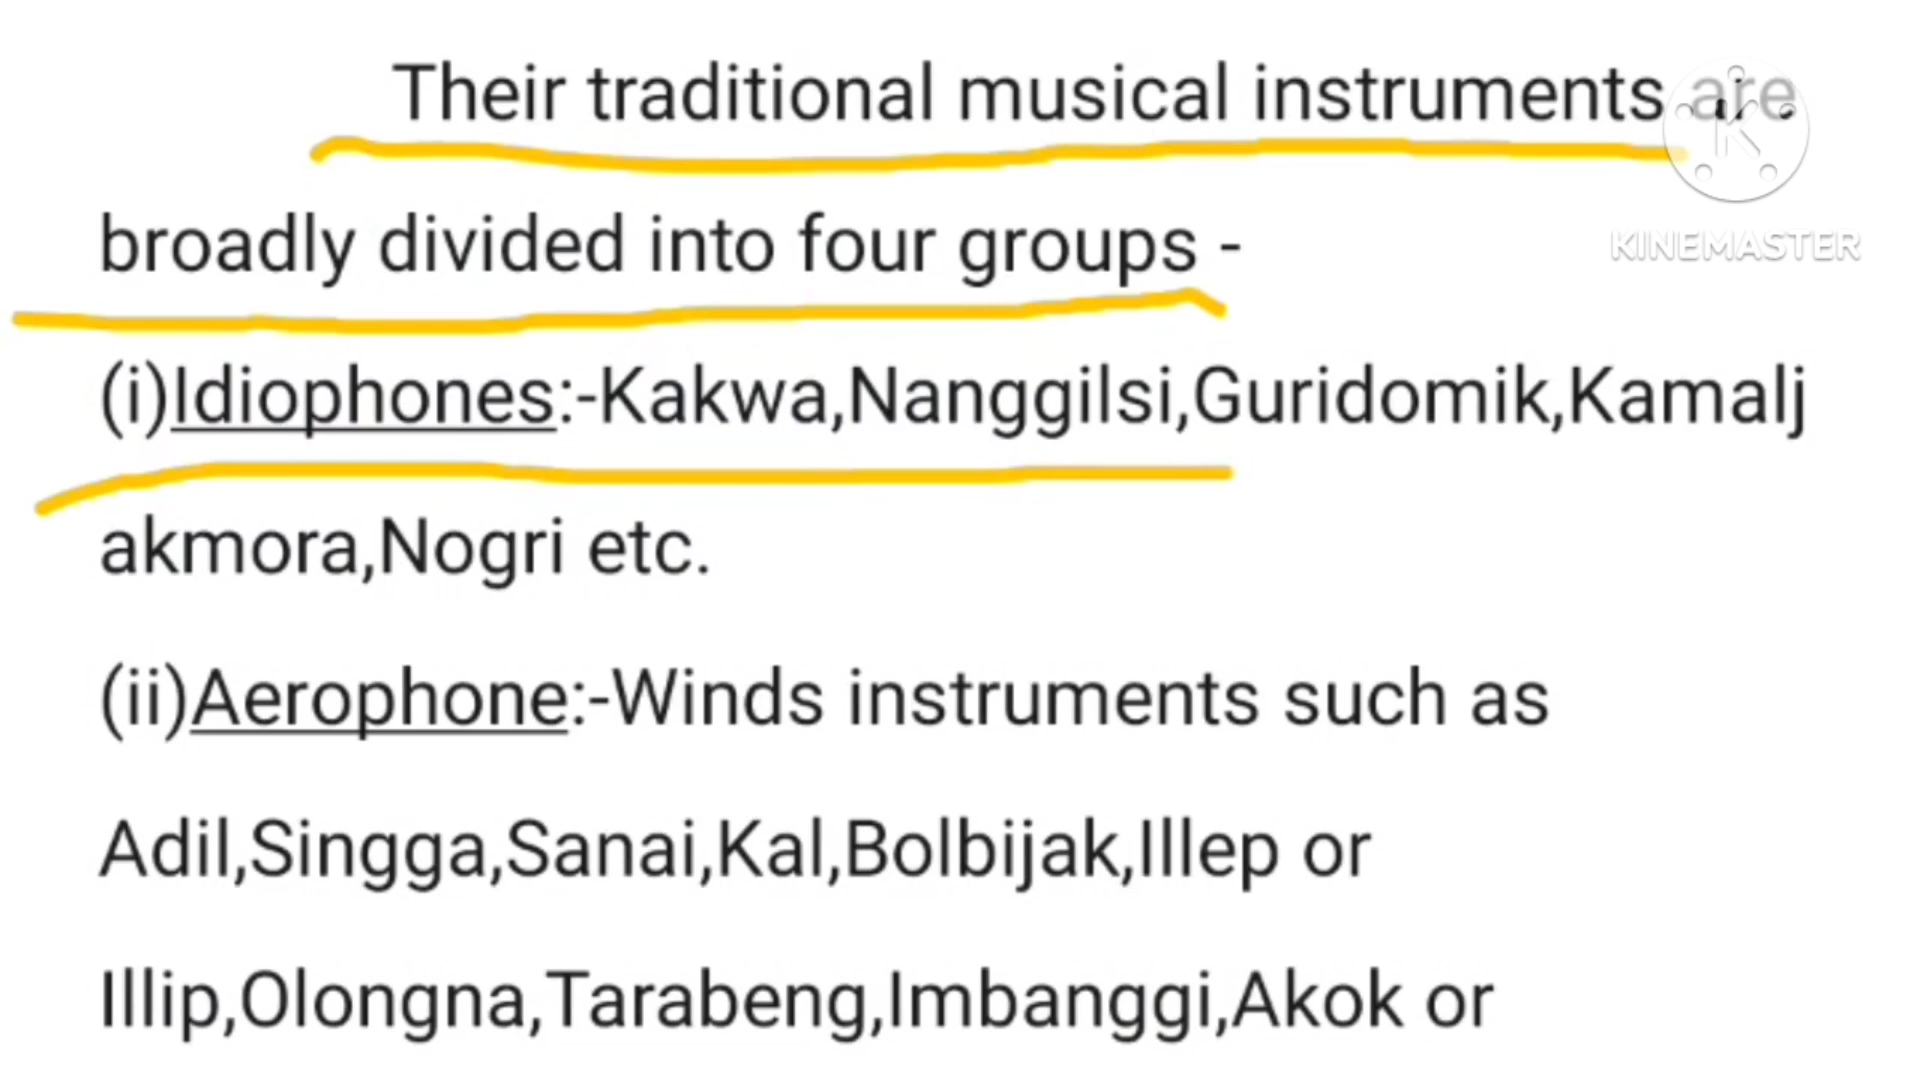 Their traditional musical instruments are
broadly divided into four groups -
(i)Idiophones:-Kakwa,Nanggilsi,Guridomik,Kamalj
akmora,Nogri etc.
(ii)Aerophone:-Winds instruments such as
Adil,Singga,Sanai,Kal,Bolbijak,Illep or
Illip,Olongna,Tarabeng,Imbanggi,Akok or
K
KINEMASTER